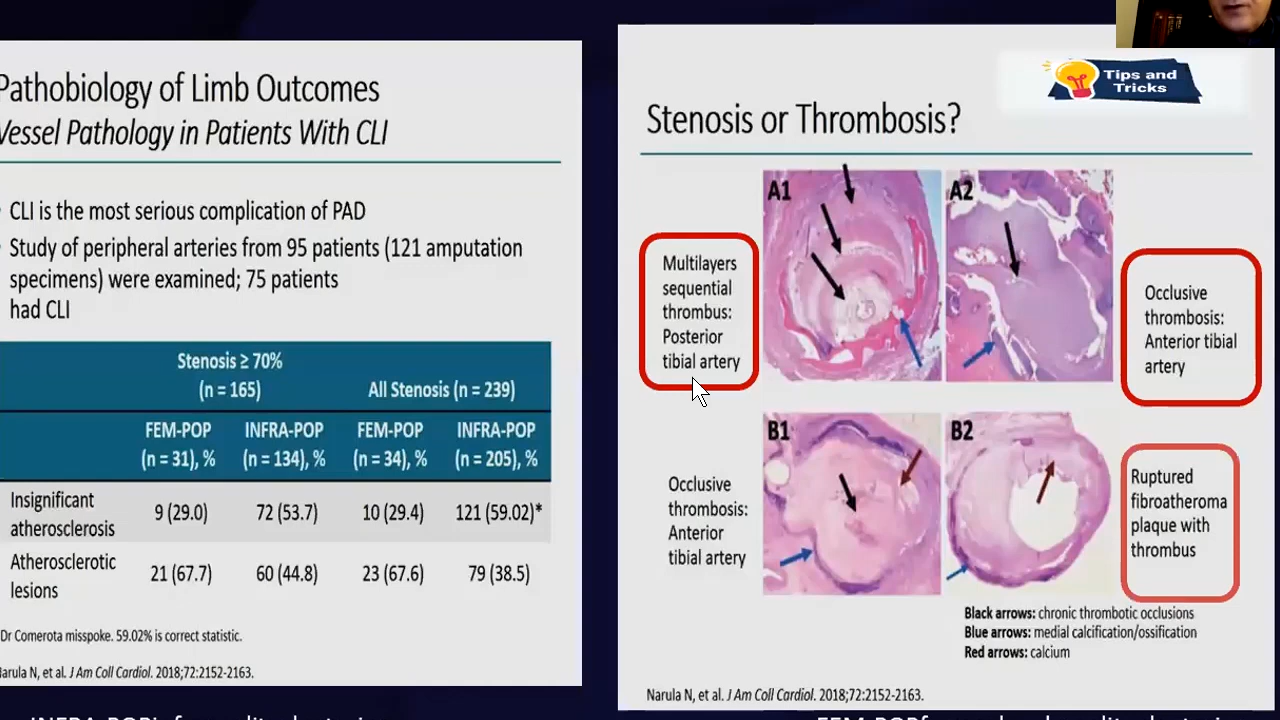 Pathobiology of Limb Outcomes
Vessel Pathology in Patients With CLI
CLI is the most serious complication of PAD
Study of peripheral arteries from 95 patients (121 amputation
specimens) were examined; 75 patients
had CLI
Stenosis ≥ 70%
(n = 165)
All Stenosis (n = 239)
FEM-POP
(n = 31), %
INFRA-POP
(n = 134), %
FEM-POP
(n = 34), %
INFRA-POP
(n = 205), %
Insignificant
atherosclerosis
9 (29.0)
72 (53.7)
10 (29.4)
121 (59.02)*
Atherosclerotic
lesions
21 (67.7)
60 (44.8)
23 (67.6)
79 (38.5)
Dr Comerota misspoke. 59.02% is correct statistic.
Narula N, et al. J Am Coll Cardiol. 2018;72:2152-2163.
Tips and
Tricks
Stenosis or Thrombosis?
A1
A2
Multilayers
sequential
thrombus:
Posterior
tibial artery
Occlusive
thrombosis:
Anterior tibial
artery
B1
B2
Occlusive
thrombosis:
Anterior
tibial artery
Ruptured
fibroatheroma
plaque with
thrombus
Black arrows: chronic thrombotic occlusions
Blue arrows: medial calcification/ossification
Red arrows: calcium
Narula N, et al. J Am Coll Cardiol. 2018;72:2152-2163.